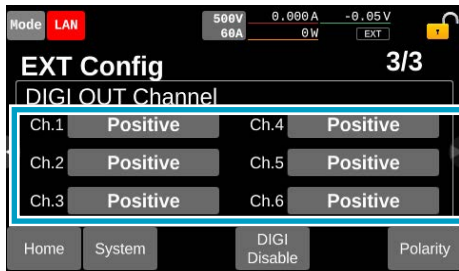 Mode LAN 500V 0.000A -0.05V
60A 0W EXT
EXT Config 3/3
DIGI OUT Channel
Ch.1 Positive Ch.4 Positive
Ch.2 Positive Ch.5 Positive
Ch.3 Positive Ch.6 Positive
Home System DIGI Disable Polarity